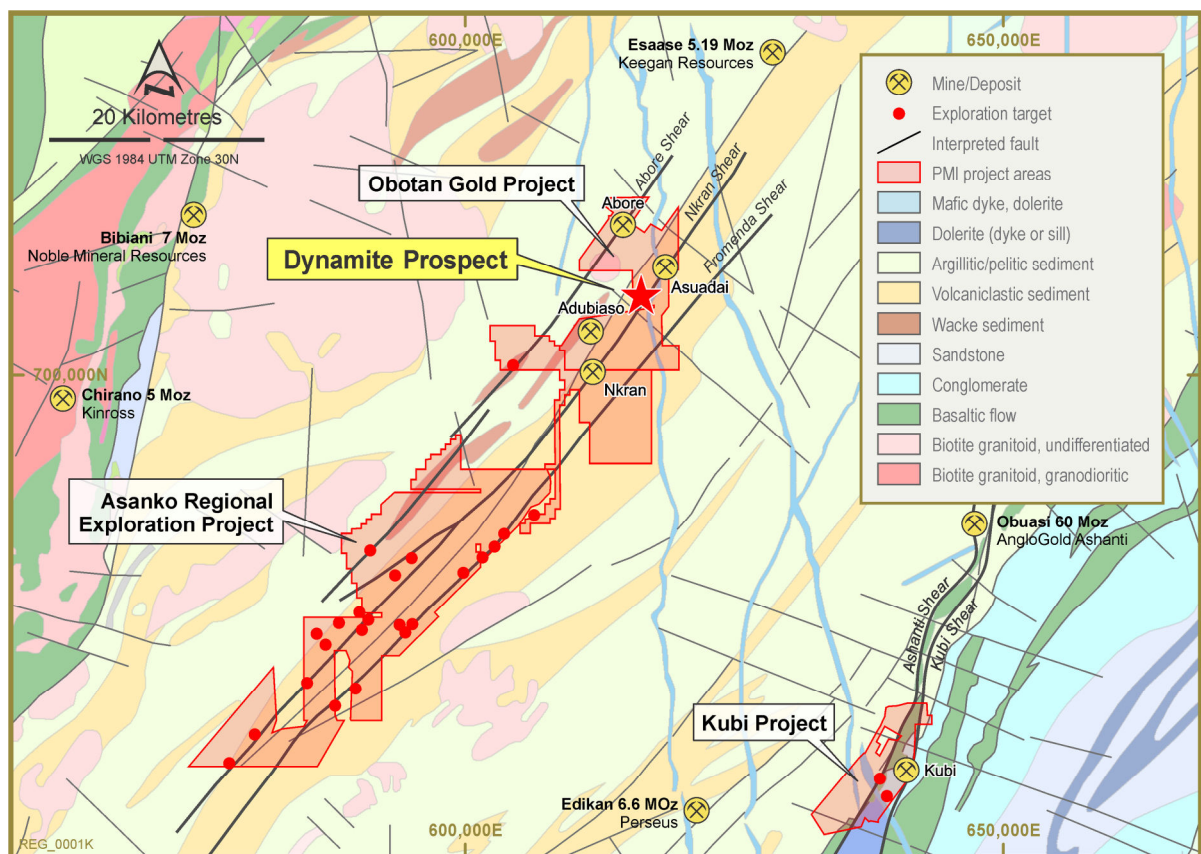 600,000E
650,000E
Esaase 5.19 Moz
Keegan Resources
20 Kilometres
WGS 1984 UTM Zone 30N
Mine/Deposit
Exploration target
Interpreted fault
PMI project areas
Mafic dyke, dolerite
Dolerite (dyke or sill)
Argillitic/pelitic sediment
Volcaniclastic sediment
Wacke sediment
Sandstone
Conglomerate
Basaltic flow
Biotite granitoid, undifferentiated
Biotite granitoid, granodioritic
Obotan Gold Project
Abore Shear
Nkran Shear
Fromenda Shear
Abore
Bibiani 7 Moz
Noble Mineral Resources
Dynamite Prospect
Asuadai
Adubiaso
Nkran
700,000N
Chirano 5 Moz
Kinross
Asanko Regional
Exploration Project
Obuasi 60 Moz
AngloGold Ashanti
Ashanti Shear
Kubi Shear
Kubi Project
Kubi
Edikan 6.6 MOz
Perseus
REG_0001K
600,000E
650,000E